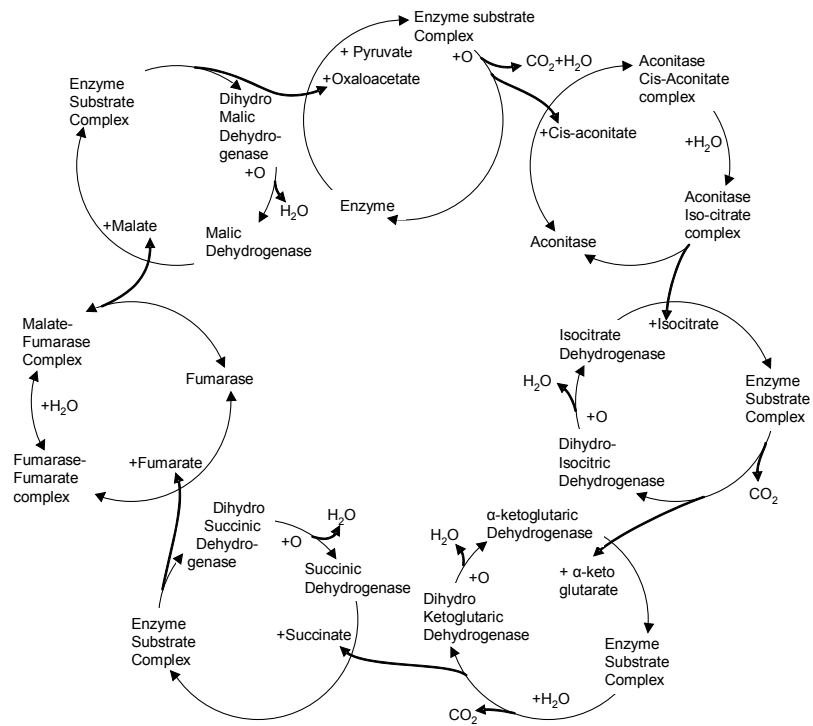 Enzyme substrate
Complex
+ Pyruvate
+Oxaloacetate
+O
CO₂+H₂O
+Cis-aconitate
Enzyme
Aconitase
Cis-Aconitate
complex
+H₂O
Aconitase
Iso-citrate
complex
Aconitase
+Isocitrate
Isocitrate
Dehydrogenase
H₂O
+O
Dihydro-
Isocitric
Dehydrogenase
Enzyme
Substrate
Complex
CO₂
α-ketoglutaric
Dehydrogenase
+ α-keto
glutarate
H₂O
+O
Dihydro
Ketoglutaric
Dehydrogenase
Enzyme
Substrate
Complex
+H₂O
CO₂
Dihydro
Succinic
Dehydro-
genase
+O
H₂O
Succinic
Dehydrogenase
+Succinate
Enzyme
Substrate
Complex
+Fumarate
Fumarase
Fumarase-
Fumarate
complex
+H₂O
Malate-
Fumarase
Complex
+Malate
Malic
Dehydrogenase
H₂O
+O
Dihydro
Malic
Dehydro-
genase
Enzyme
Substrate
Complex